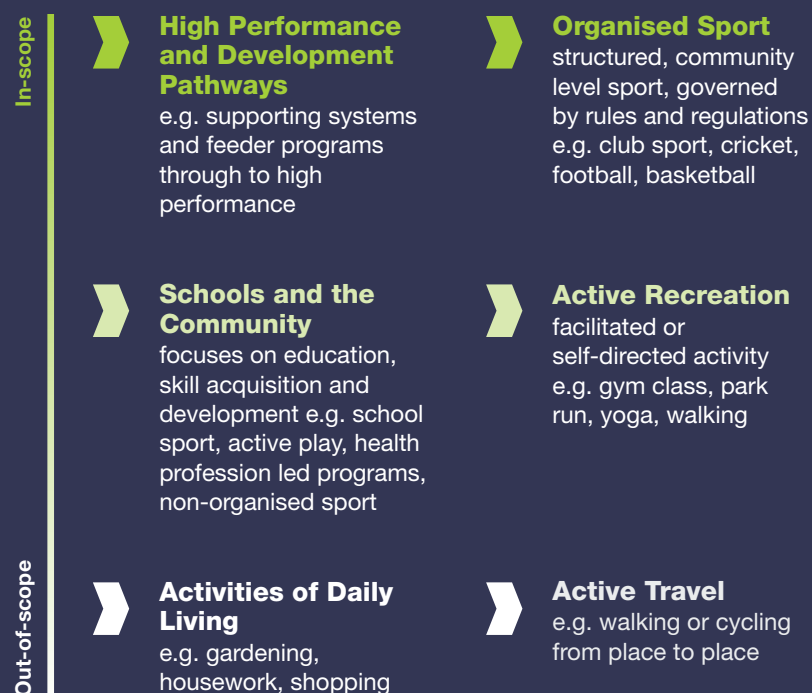 In-scope
High Performance
and Development
Pathways
e.g. supporting systems
and feeder programs
through to high
performance
Organised Sport
structured, community
level sport, governed
by rules and regulations
e.g. club sport, cricket,
football, basketball
Schools and the
Community
focuses on education,
skill acquisition and
development e.g. school
sport, active play, health
profession led programs,
non-organised sport
Active Recreation
facilitated or
self-directed activity
e.g. gym class, park
run, yoga, walking
Out-of-scope
Activities of Daily
Living
e.g. gardening,
housework, shopping
Active Travel
e.g. walking or cycling
from place to place